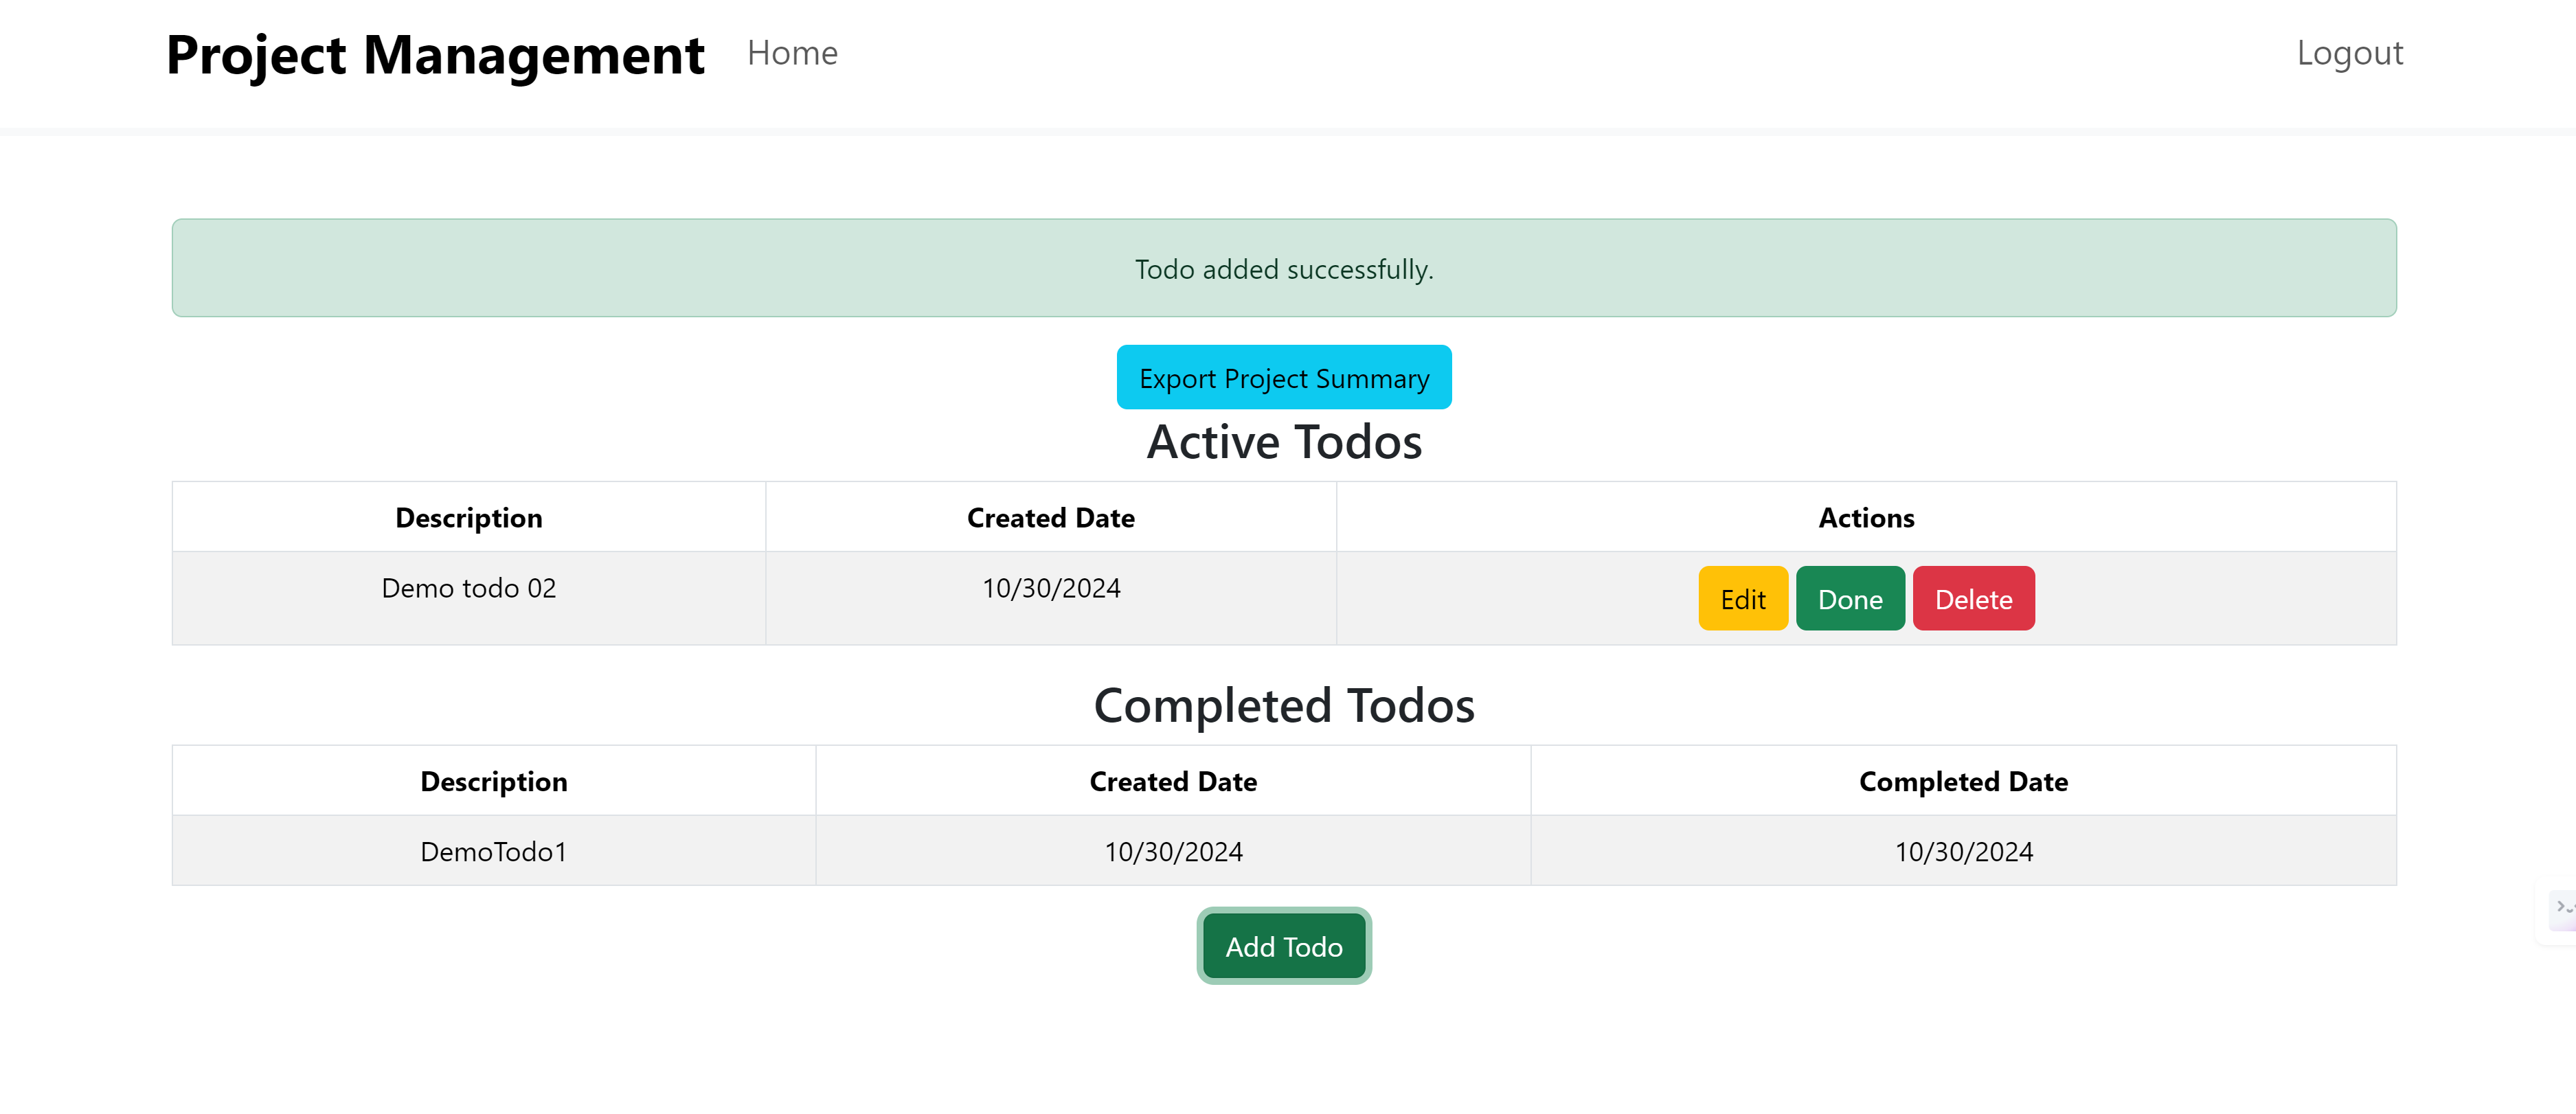 Project Management Home Logout
Todo added successfully.
Export Project Summary
Active Todos
Description Created Date Actions
Demo todo 02 10/30/2024 Edit Done Delete
Completed Todos
Description Created Date Completed Date
DemoTodo1 10/30/2024 10/30/2024
Add Todo